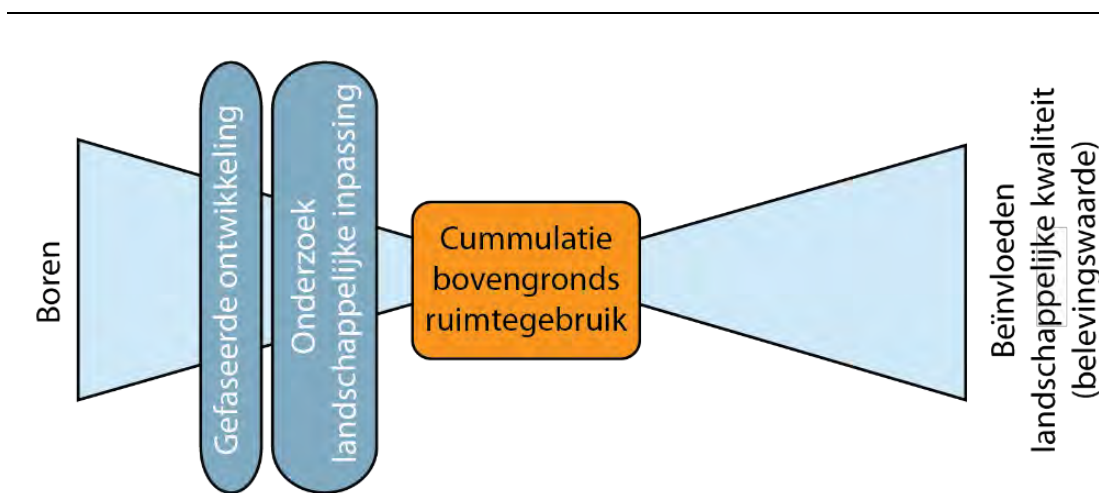 Boren
Gefaseerde ontwikkeling
Onderzoek
landschappelijke inpassing
Cummulatie
bovengronds
ruimtegebruik
Beïnvloeden
landschappelijke kwaliteit
(belevingswaarde)